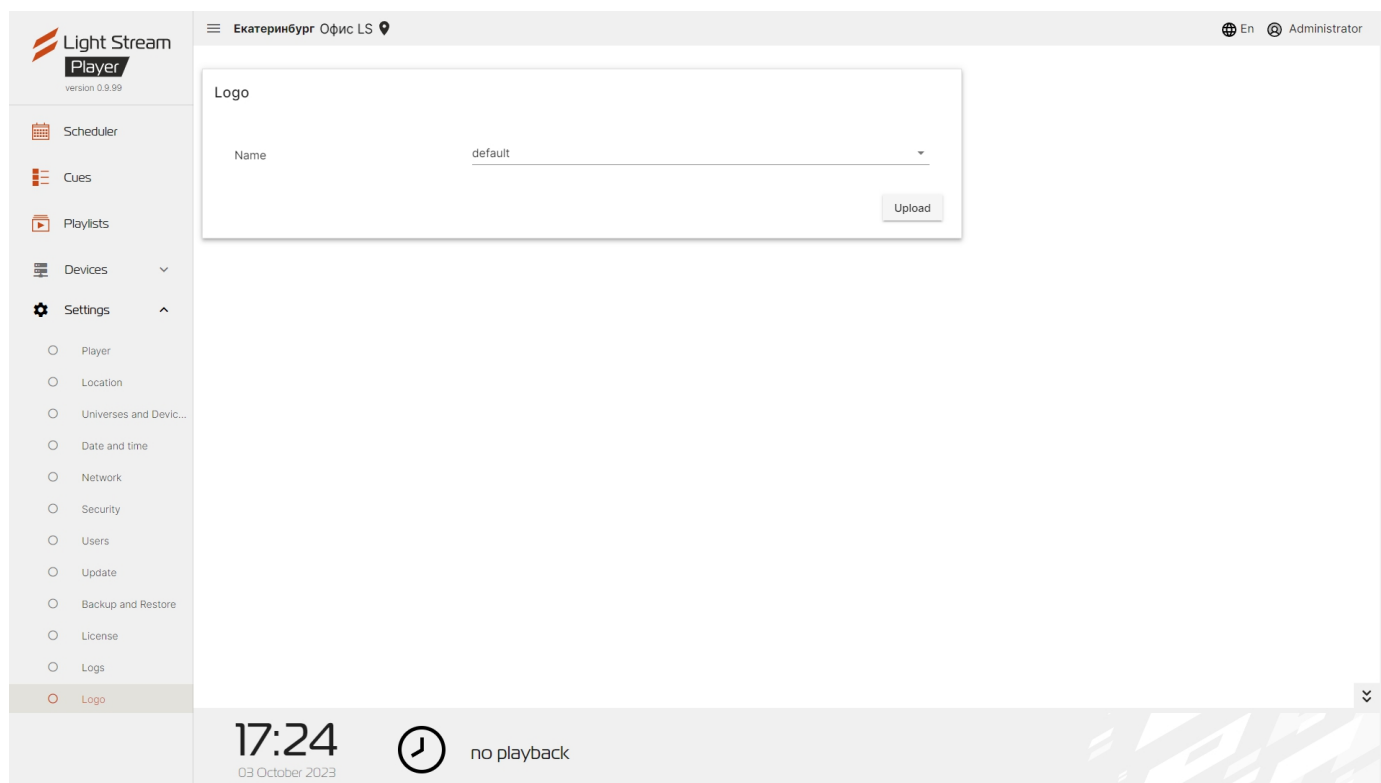 Light Stream
Player
version 0.9.99
Екатеринбург Офис LS
En Administrator
Scheduler
Cues
Playlists
Devices
Settings
Player
Location
Universes and Devic...
Date and time
Network
Security
Users
Update
Backup and Restore
License
Logs
Logo
Logo
Name default
Upload
17:24
03 October 2023
no playback